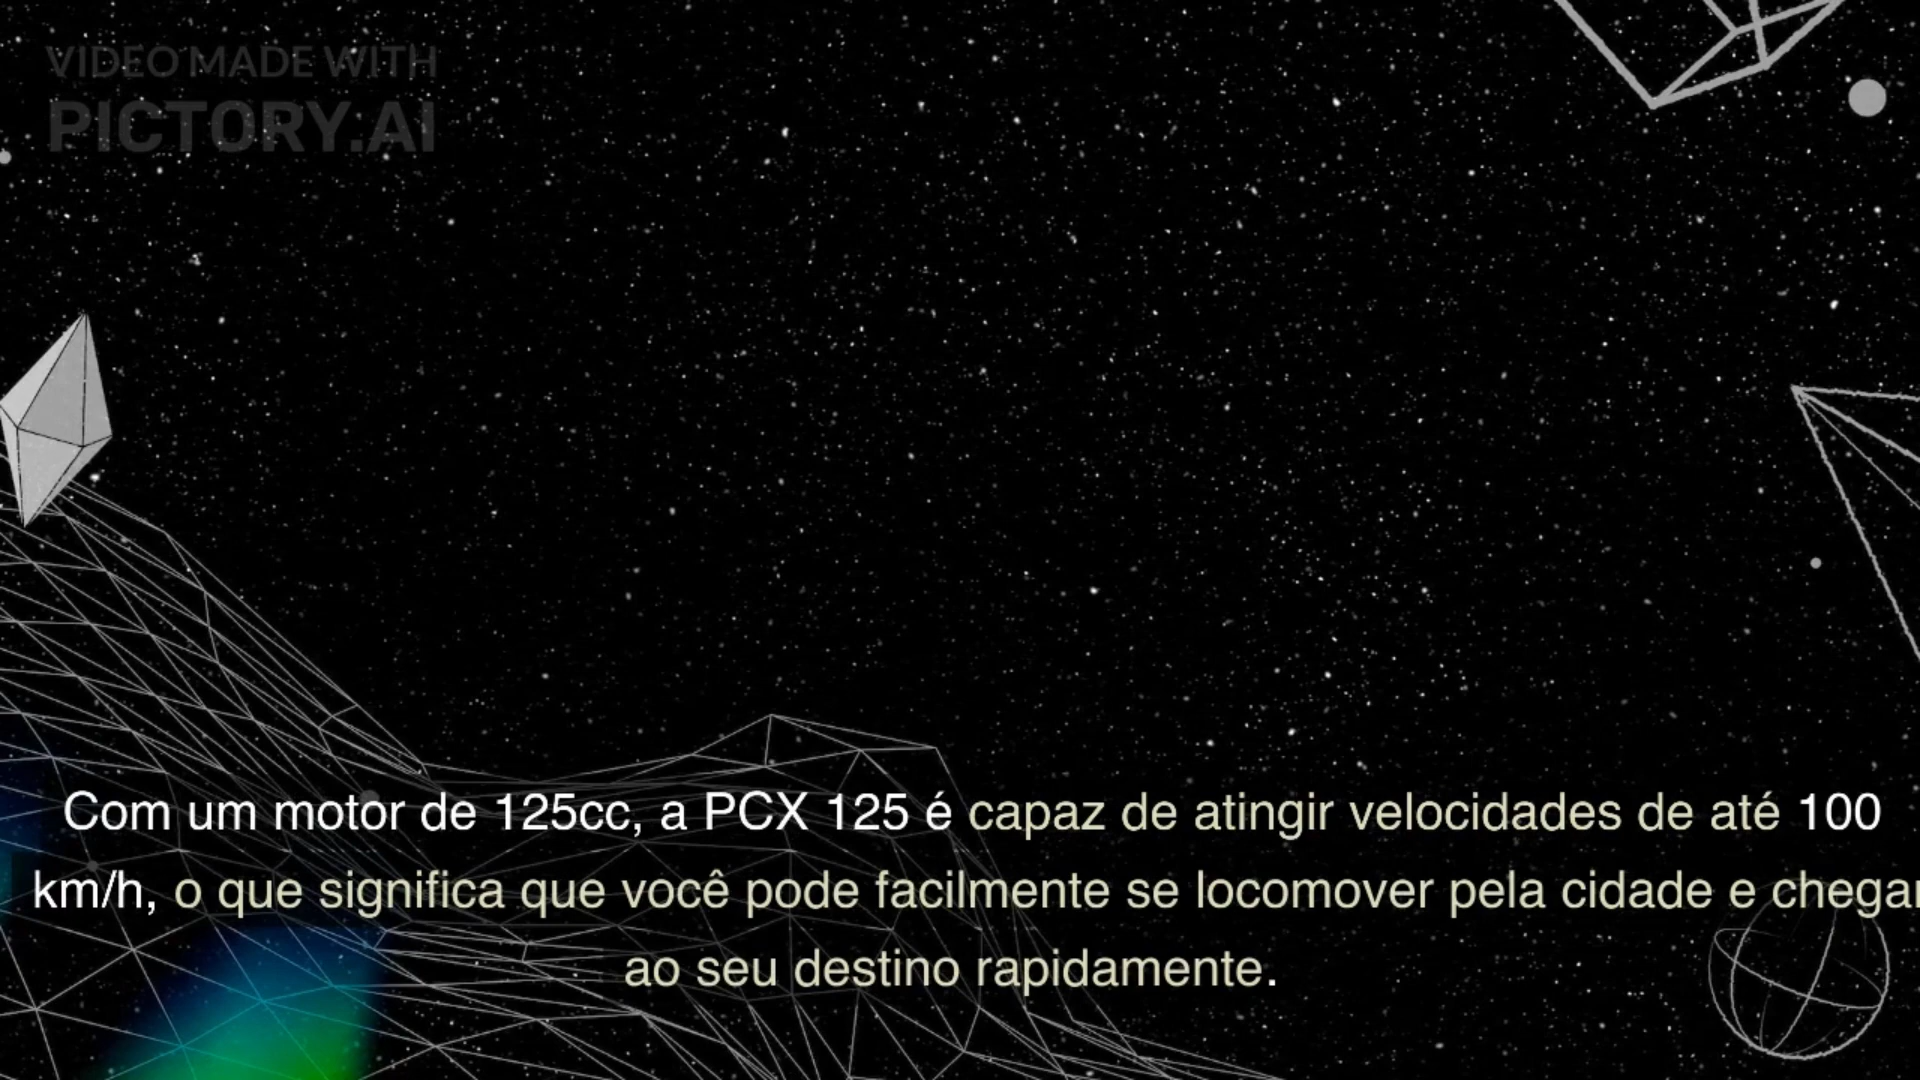 VIDEO MADE WITH
PICTORY.AI
Com um motor de 125cc, a PCX 125 é capaz de atingir velocidades de até 100
km/h, o que significa que você pode facilmente se locomover pela cidade e chegar
ao seu destino rapidamente.